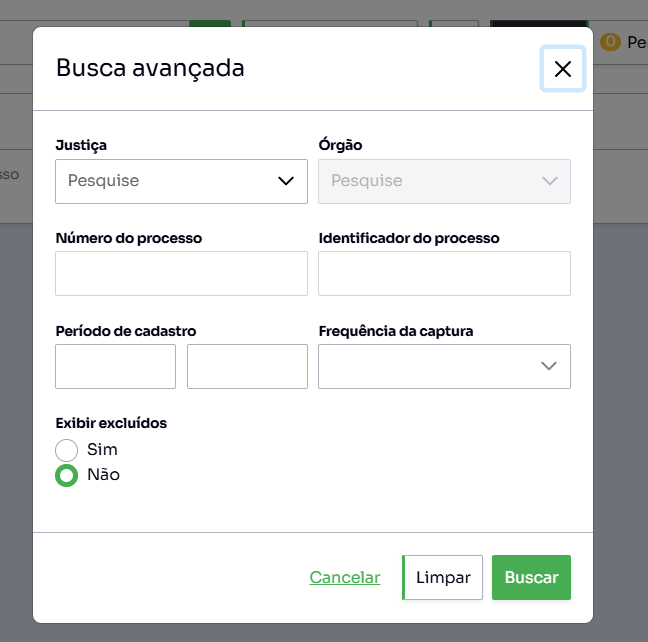 0 Pe
Busca avançada
sso
Justiça Órgão
Pesquise Pesquise
Número do processo Identificador do processo
Período de cadastro Frequência da captura
Exibir excluídos
Sim
Não
Cancelar Limpar Buscar